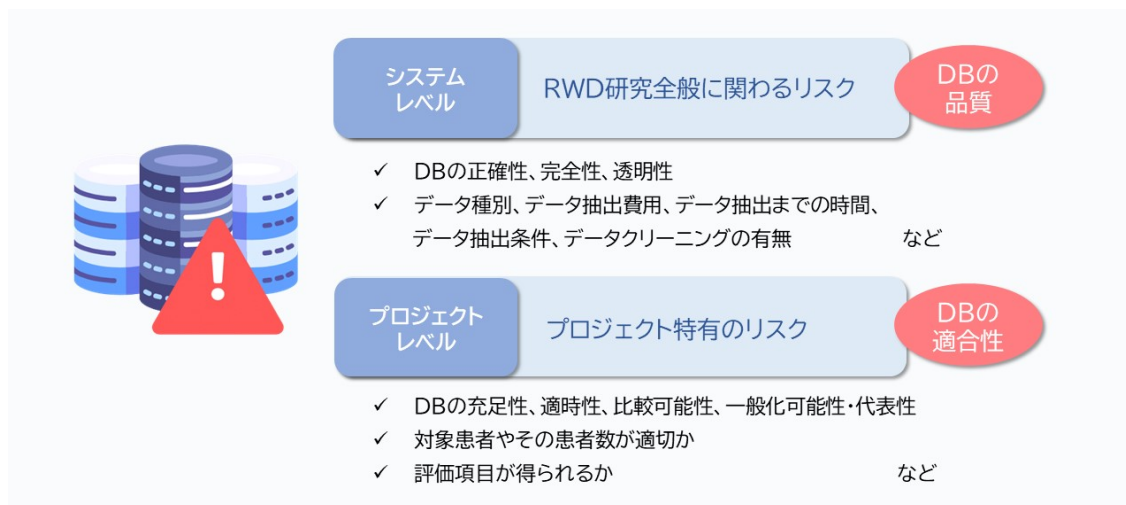 システム
レベル
RWD研究全般に関わるリスク
DBの
品質
✓ DBの正確性、完全性、透明性
✓ データ種別、データ抽出費用、データ抽出までの時間、
データ抽出条件、データクリーニングの有無 など
プロジェクト
レベル
プロジェクト特有のリスク
DBの
適合性
✓ DBの充足性、適時性、比較可能性、一般化可能性・代表性
✓ 対象患者やその患者数が適切か
✓ 評価項目が得られるか など
!